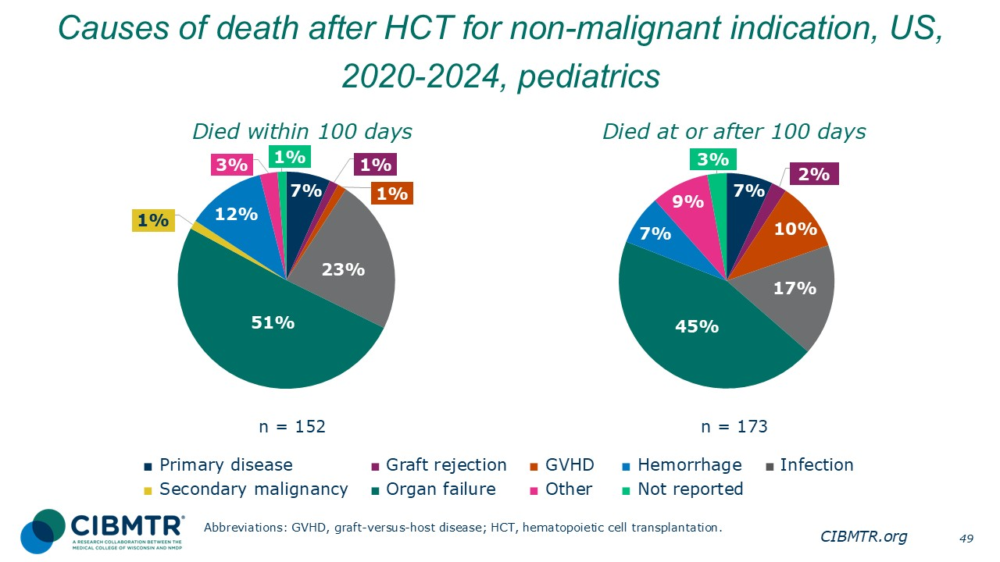 Causes of death after HCT for non-malignant indication, US,
2020-2024, pediatrics
Died within 100 days
3%
1%
1%
1%
7%
12%
1%
23%
51%
n = 152
Died at or after 100 days
3%
2%
7%
9%
10%
7%
17%
45%
n = 173
Primary disease
Graft rejection
GVHD
Hemorrhage
Infection
Secondary malignancy
Organ failure
Other
Not reported
CIBMTR®
A RESEARCH COLLABORATION BETWEEN THE
MEDICAL COLLEGE OF WISCONSIN AND NMDP
Abbreviations: GVHD, graft-versus-host disease; HCT, hematopoietic cell transplantation.
CIBMTR.org
49